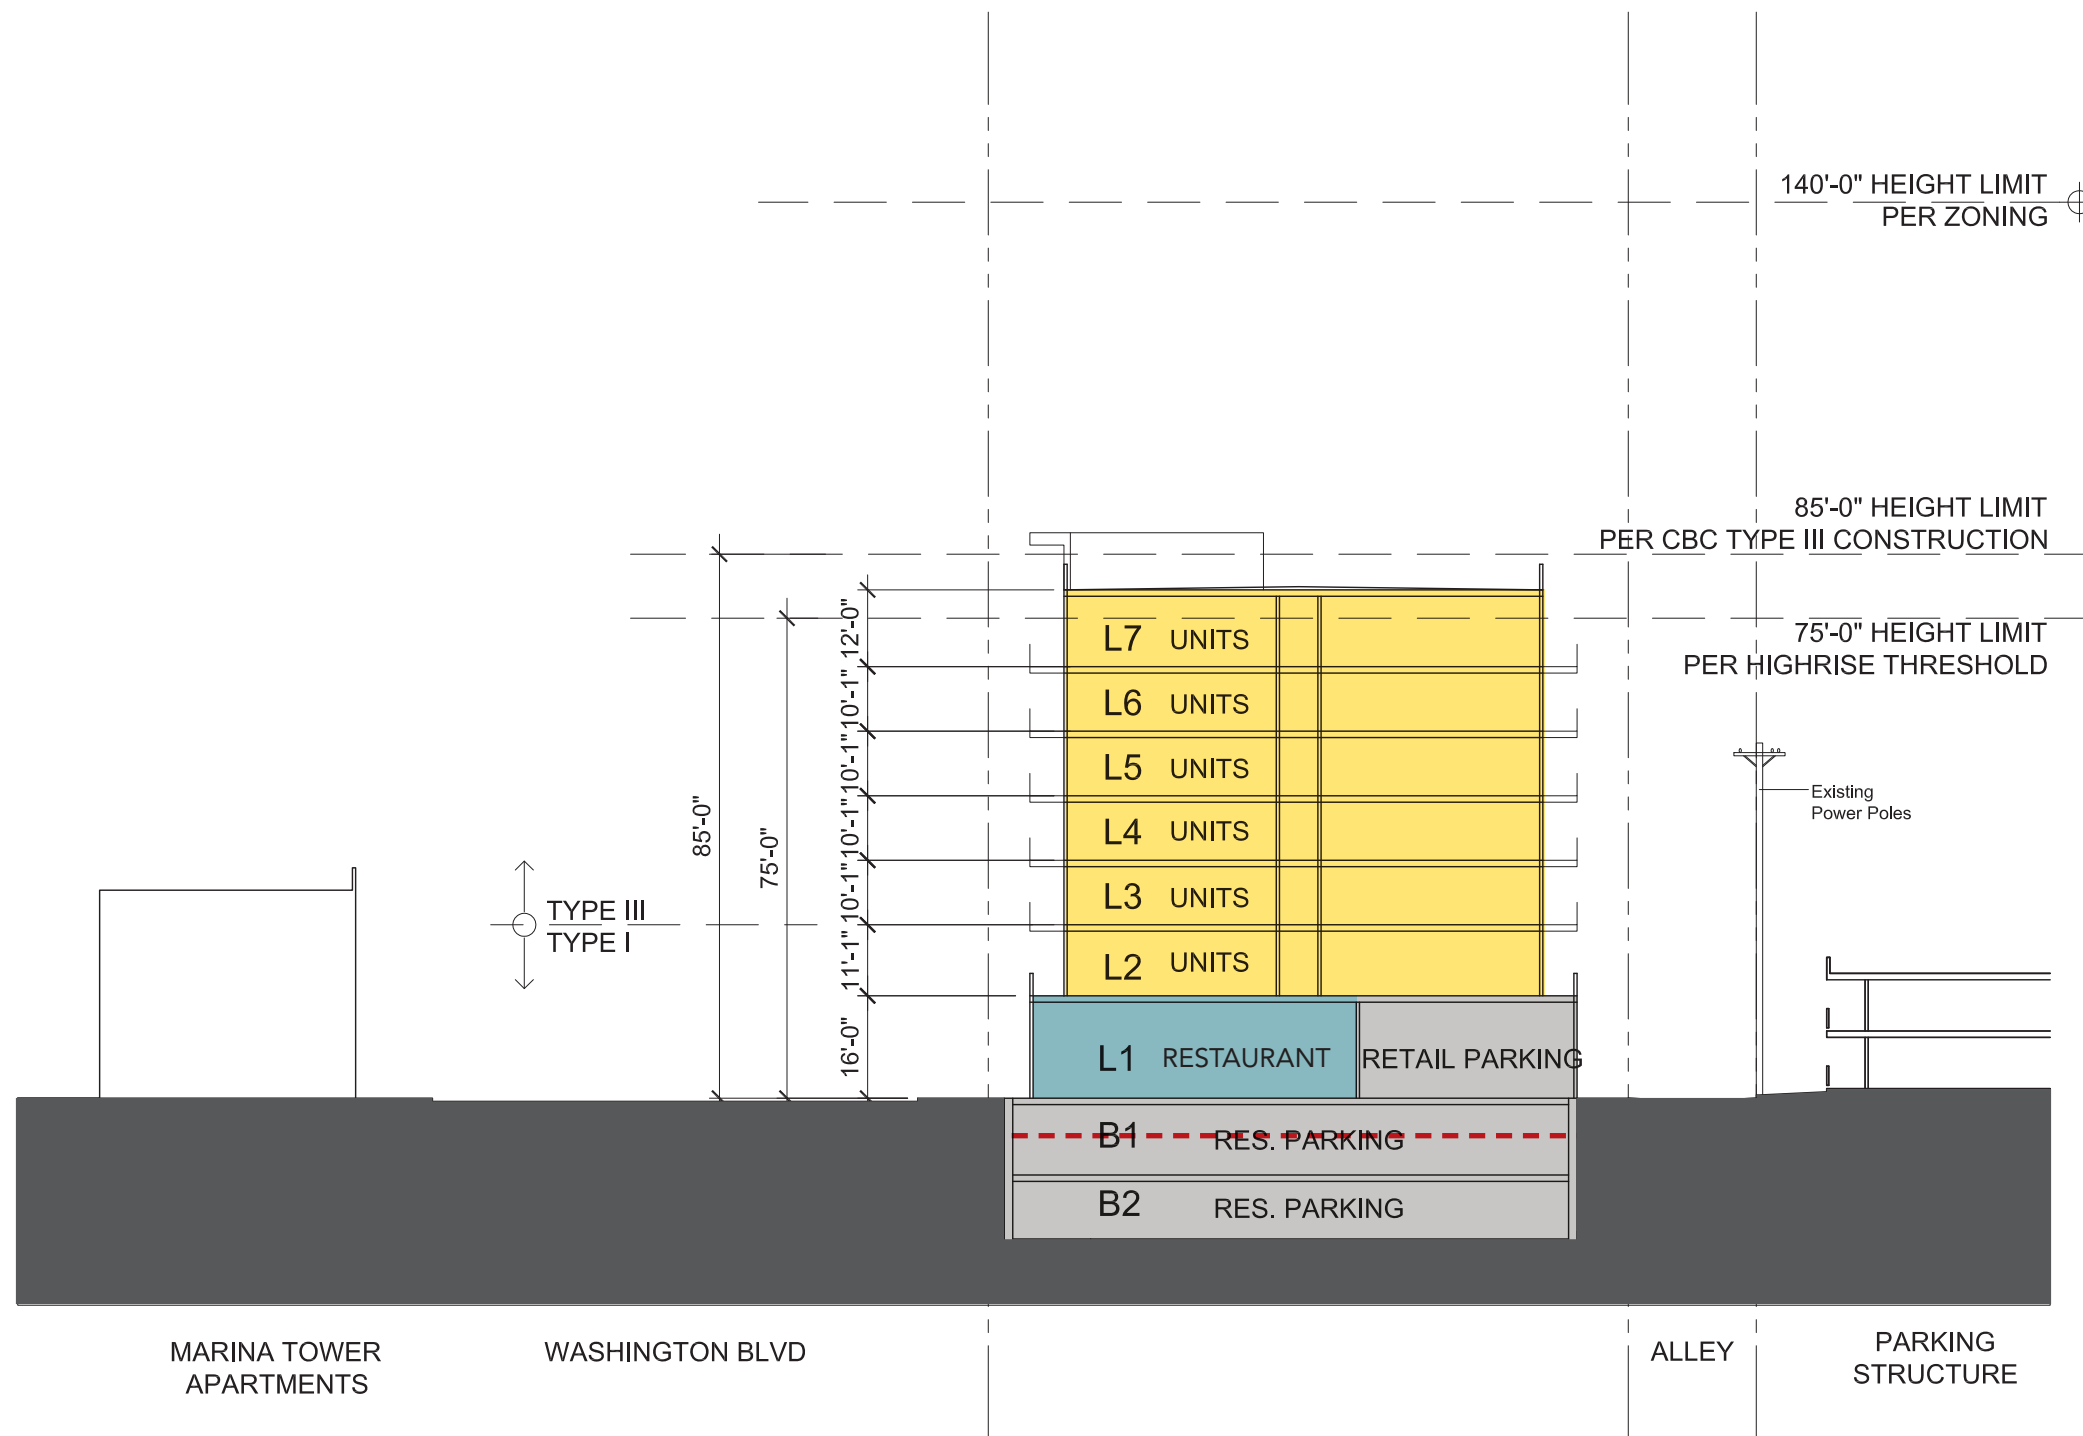 140'-0" HEIGHT LIMIT
PER ZONING
85'-0" HEIGHT LIMIT
PER CBC TYPE III CONSTRUCTION
75'-0" HEIGHT LIMIT
PER HIGHRISE THRESHOLD
12'-0"
10'-1"
10'-1"
10'-1"
10'-1"
11'-1"
16'-0"
85'-0"
75'-0"
L7 UNITS
L6 UNITS
L5 UNITS
L4 UNITS
L3 UNITS
L2 UNITS
L1 RESTAURANT RETAIL PARKING
B1 RES. PARKING
B2 RES. PARKING
Existing
Power Poles
TYPE III
TYPE I
MARINA TOWER
APARTMENTS
WASHINGTON BLVD
ALLEY
PARKING
STRUCTURE